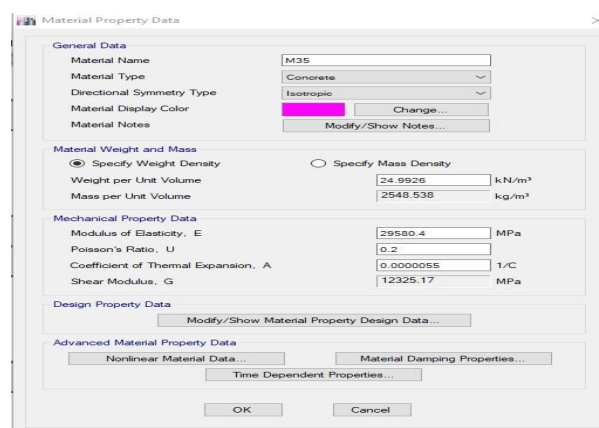 Material Property Data
General Data
Material Name M35
Material Type Concrete
Directional Symmetry Type Isotropic
Material Display Color Change...
Material Notes Modify/Show Notes...
Material Weight and Mass
Specify Weight Density Specify Mass Density
Weight per Unit Volume 24.9926 kN/m³
Mass per Unit Volume 2548.538 kg/m³
Mechanical Property Data
Modulus of Elasticity, E 29580.4 MPa
Poisson's Ratio, U 0.2
Coefficient of Thermal Expansion, A 0.0000055 1/C
Shear Modulus, G 12325.17 MPa
Design Property Data
Modify/Show Material Property Design Data...
Advanced Material Property Data
Nonlinear Material Data... Material Damping Properties...
Time Dependent Properties...
OK Cancel